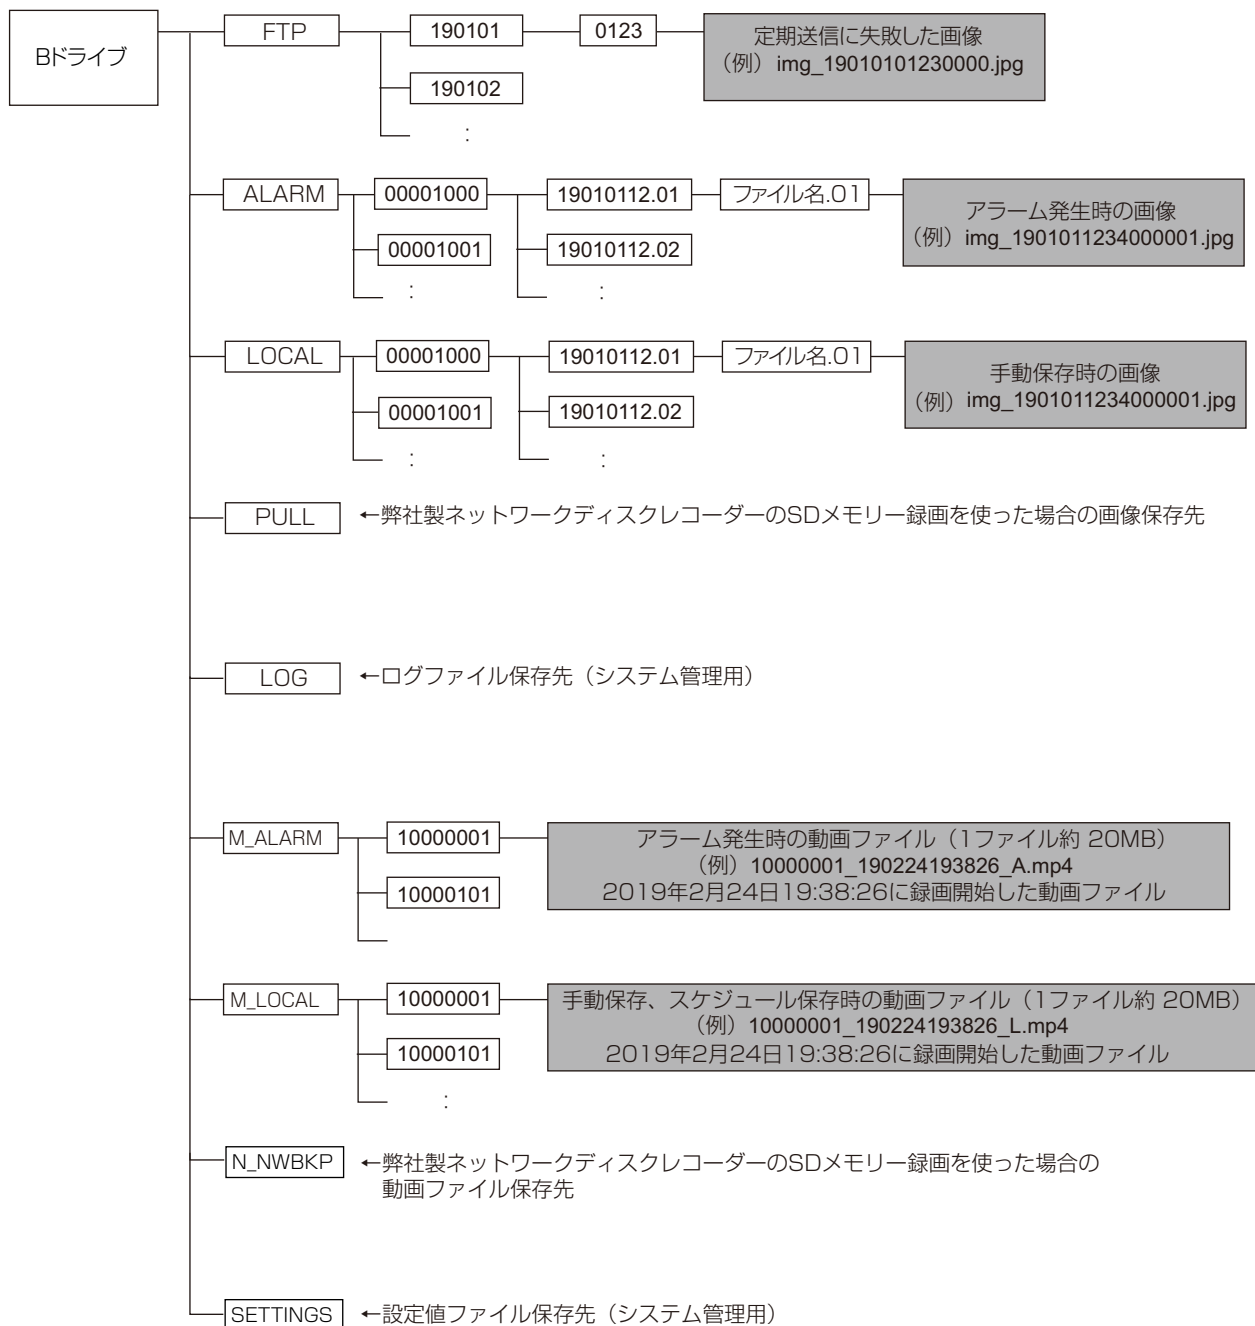 Bドライブ
FTP
190101
0123
定期送信に失敗した画像
（例）img_19010101230000.jpg
190102
:
ALARM
00001000
19010112.01
ファイル名.01
アラーム発生時の画像
（例）img_1901011234000001.jpg
00001001
19010112.02
:
:
LOCAL
00001000
19010112.01
ファイル名.01
手動保存時の画像
（例）img_1901011234000001.jpg
00001001
19010112.02
:
:
PULL
←弊社製ネットワークディスクレコーダーのSDメモリー録画を使った場合の画像保存先
LOG
←ログファイル保存先（システム管理用）
M_ALARM
10000001
アラーム発生時の動画ファイル（1ファイル約 20MB）
（例）10000001_190224193826_A.mp4
2019年2月24日19:38:26に録画開始した動画ファイル
10000101
M_LOCAL
10000001
手動保存、スケジュール保存時の動画ファイル（1ファイル約 20MB）
（例）10000001_190224193826_L.mp4
2019年2月24日19:38:26に録画開始した動画ファイル
10000101
:
N_NWBKP
←弊社製ネットワークディスクレコーダーのSDメモリー録画を使った場合の
動画ファイル保存先
SETTINGS
←設定値ファイル保存先（システム管理用）